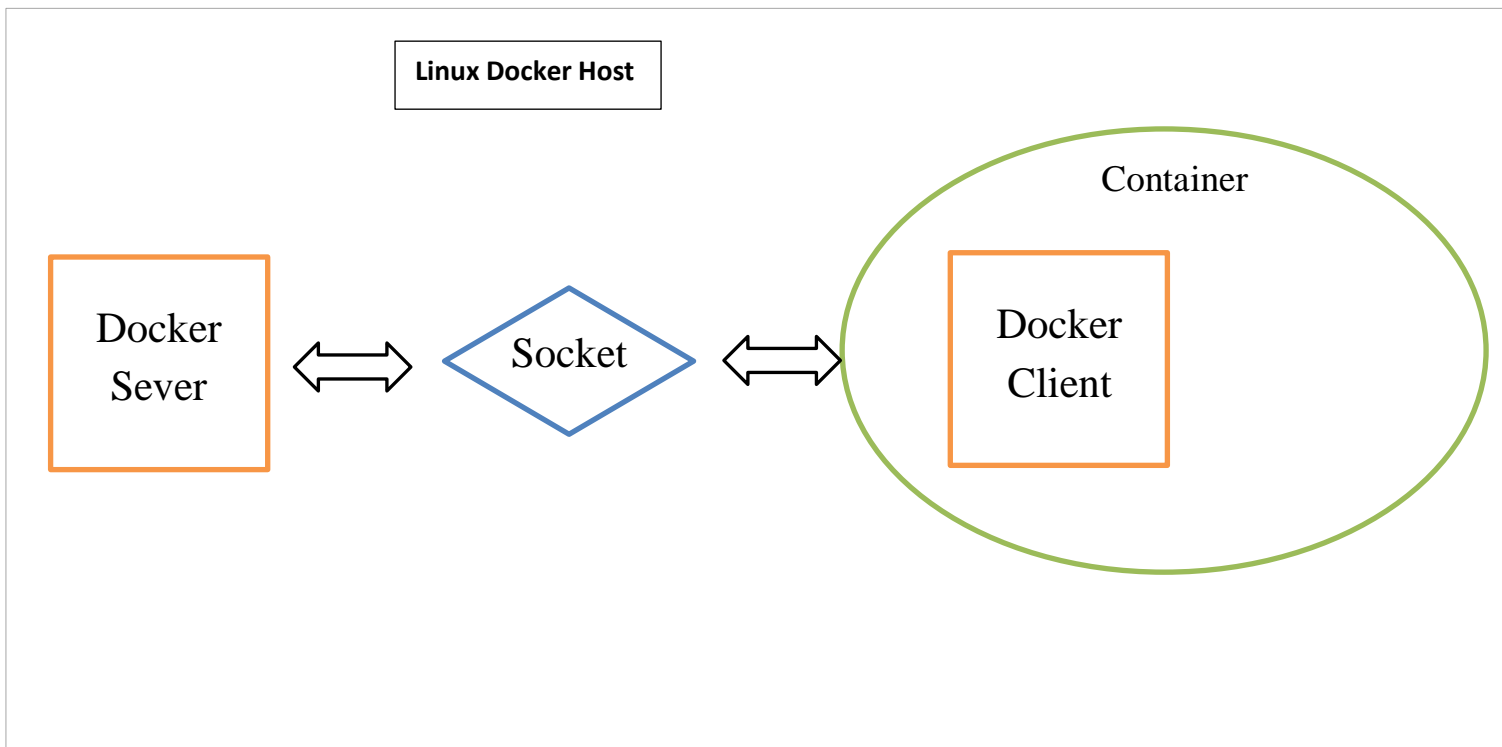 Linux Docker Host
Container
Docker
Sever
Socket
Docker
Client